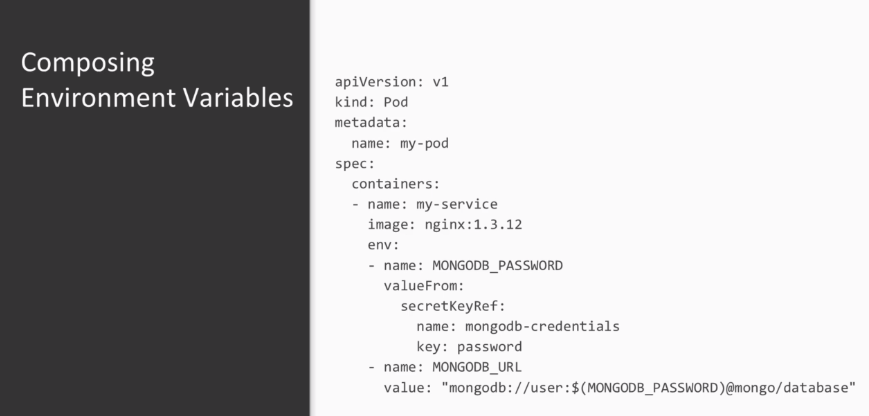 Composing
Environment Variables
apiVersion: v1
kind: Pod
metadata:
  name: my-pod
spec:
  containers:
  - name: my-service
    image: nginx:1.3.12
    env:
    - name: MONGODB_PASSWORD
      valueFrom:
        secretKeyRef:
          name: mongodb-credentials
          key: password
    - name: MONGODB_URL
      value: "mongodb://user:$(MONGODB_PASSWORD)@mongo/database"